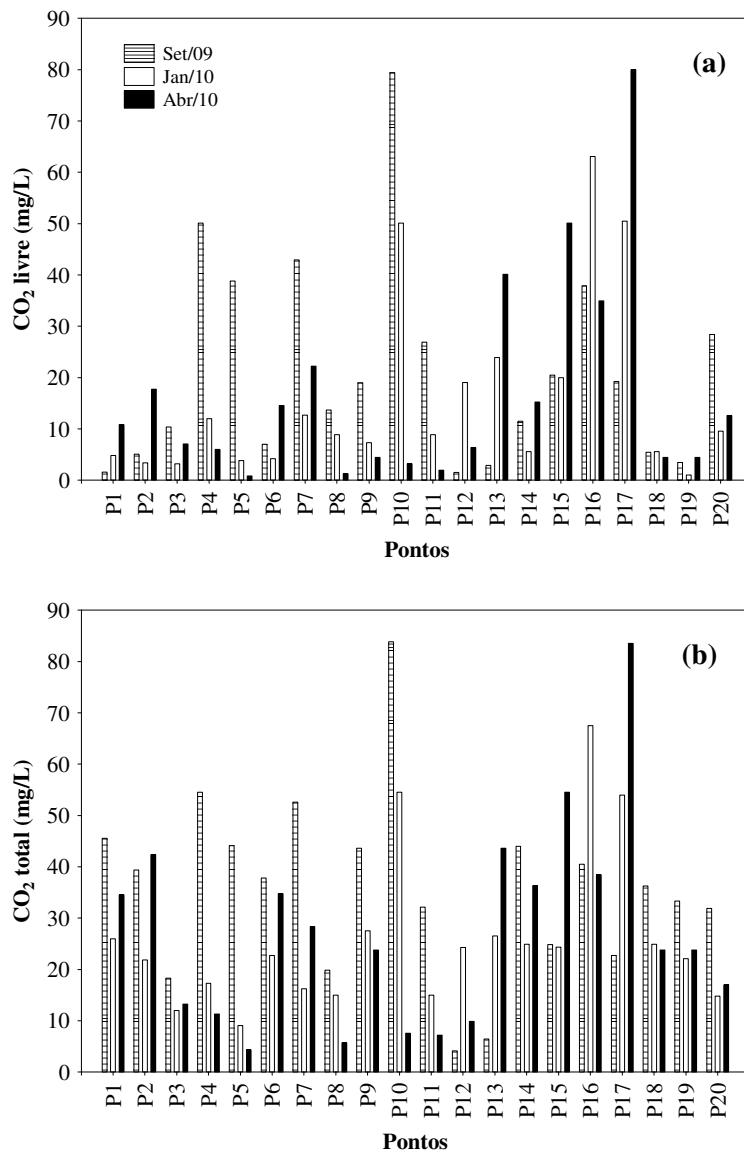 90
80
70
60
50
40
30
20
10
0
CO₂ livre (mg/L)
Set/09
Jan/10
Abr/10
(a)
P1 P2 P3 P4 P5 P6 P7 P8 P9 P10 P11 P12 P13 P14 P15 P16 P17 P18 P19 P20
Pontos
90
80
70
60
50
40
30
20
10
0
CO₂ total (mg/L)
(b)
P1 P2 P3 P4 P5 P6 P7 P8 P9 P10 P11 P12 P13 P14 P15 P16 P17 P18 P19 P20
Pontos